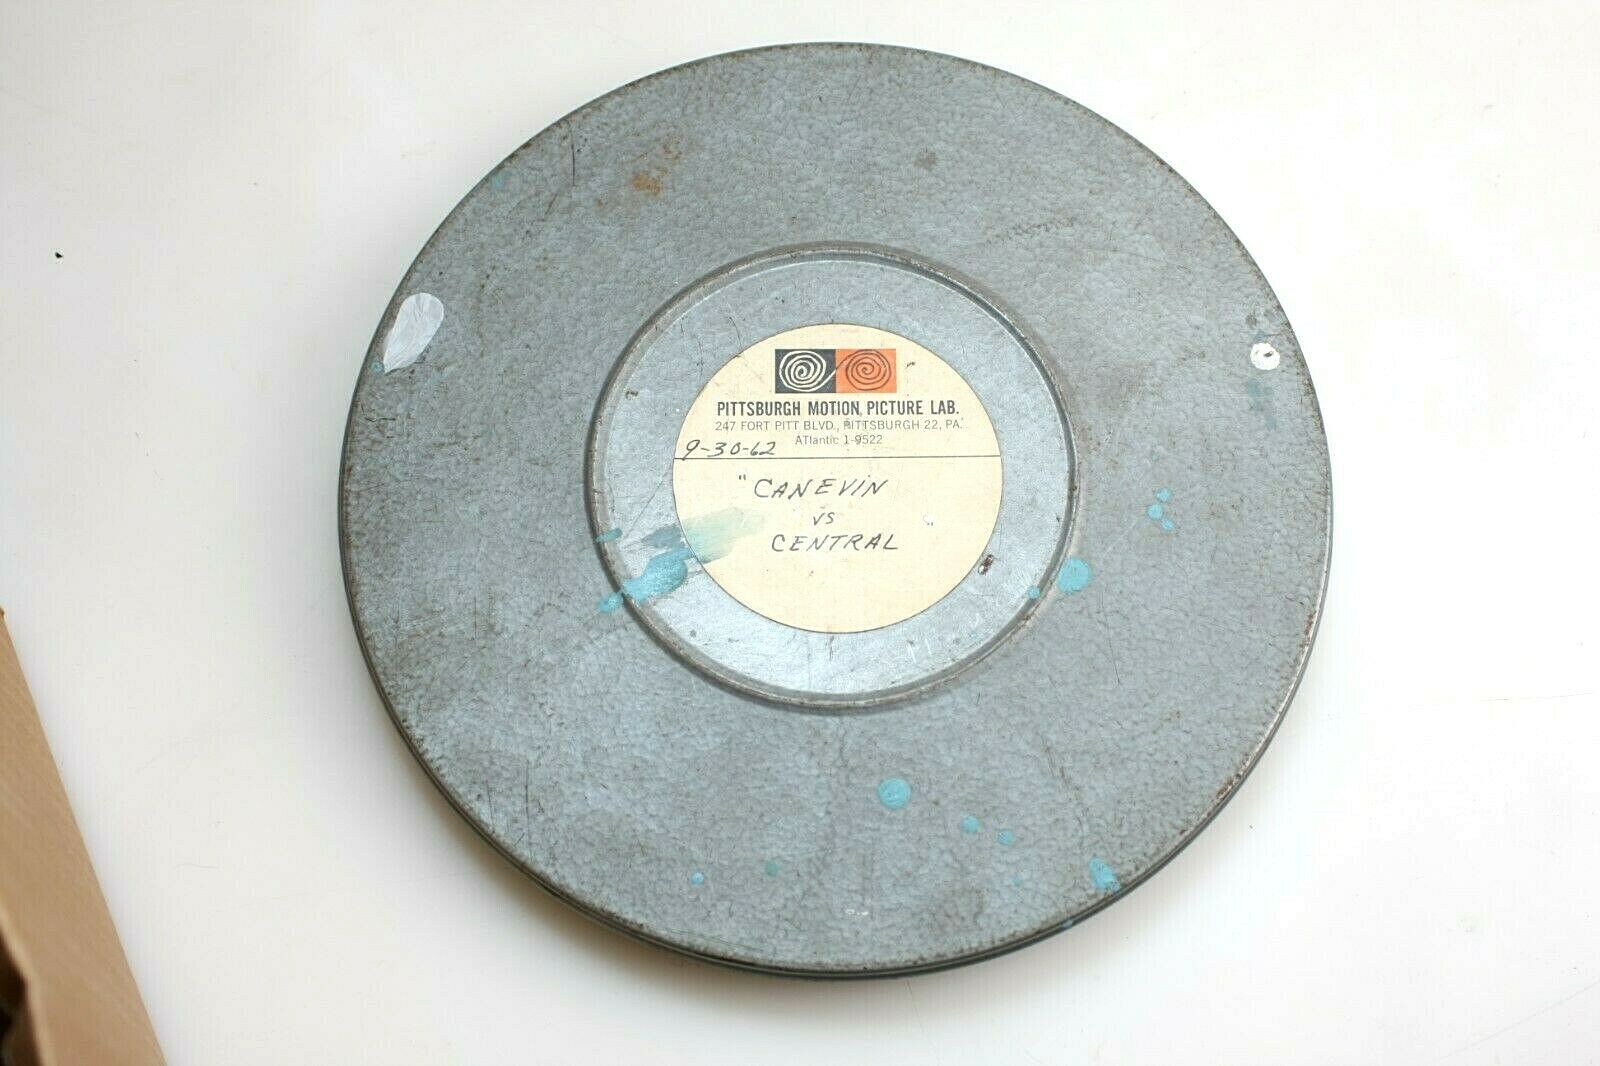 PITTSBURGH MOTION PICTURE LAB.
247 FORT PITT BLVD., PITTSBURGH 22, PA.
ATlantic 1-9522
9-30-62
"CANEVIN
VS "
CENTRAL